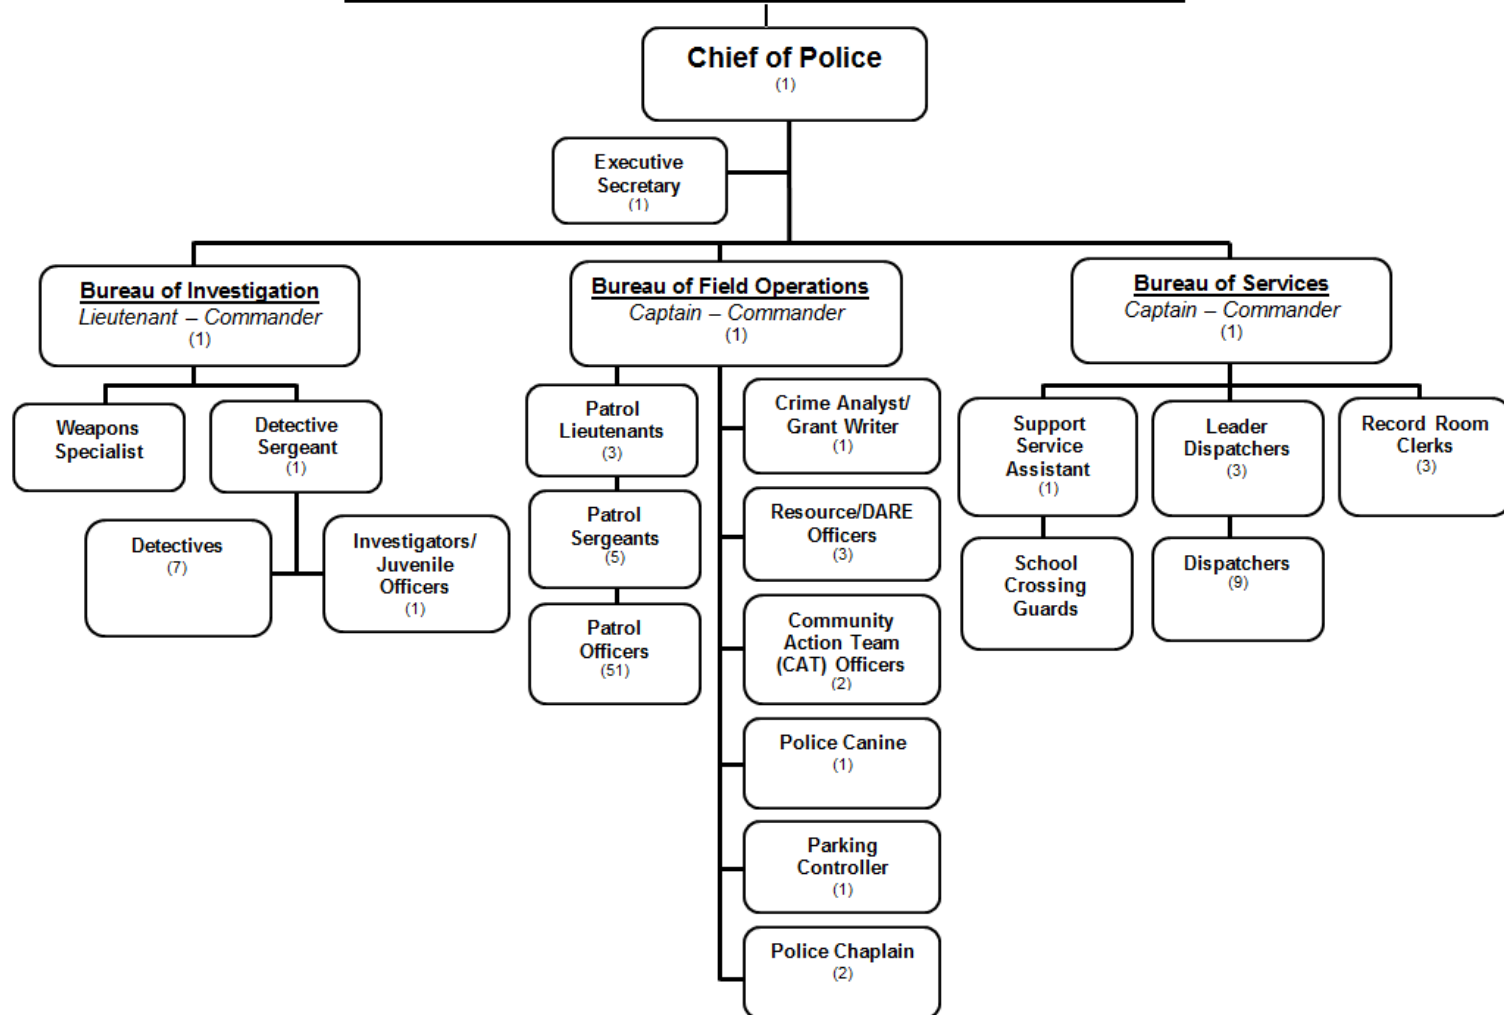 Chief of Police
(1)
Executive
Secretary
(1)
Bureau of Investigation
Lieutenant – Commander
(1)
Bureau of Field Operations
Captain – Commander
(1)
Bureau of Services
Captain – Commander
(1)
Weapons
Specialist
Detective
Sergeant
(1)
Detectives
(7)
Investigators/
Juvenile
Officers
(1)
Patrol
Lieutenants
(3)
Patrol
Sergeants
(5)
Patrol
Officers
(51)
Crime Analyst/
Grant Writer
(1)
Resource/DARE
Officers
(3)
Community
Action Team
(CAT) Officers
(2)
Police Canine
(1)
Parking
Controller
(1)
Police Chaplain
(2)
Support
Service
Assistant
(1)
School
Crossing
Guards
Leader
Dispatchers
(3)
Dispatchers
(9)
Record Room
Clerks
(3)